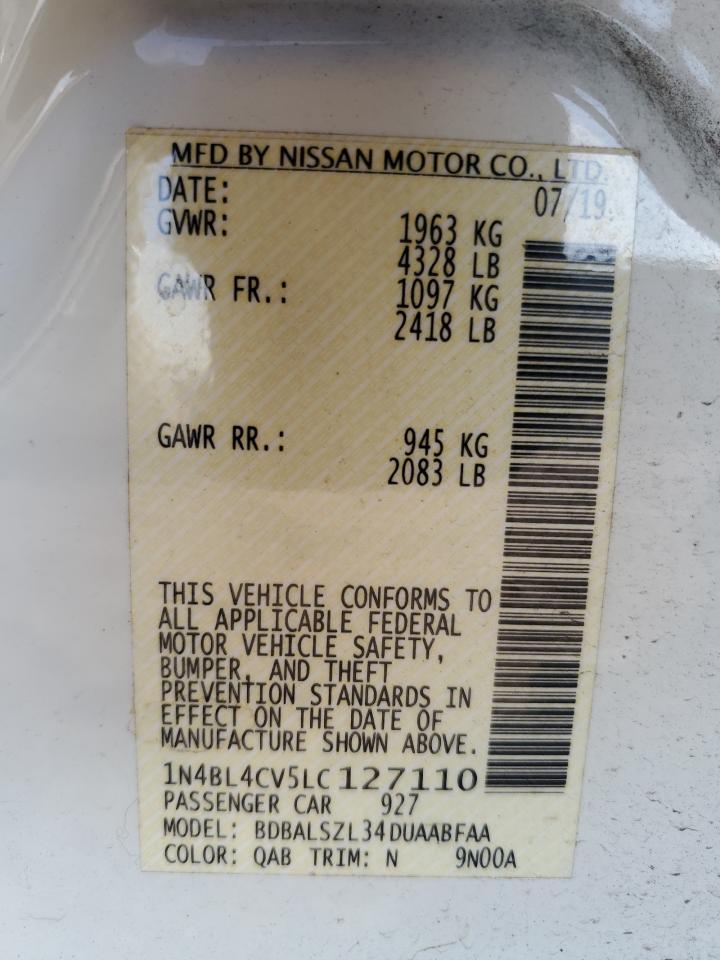 MFD BY NISSAN MOTOR CO., LTD.
DATE: 07/19
GVWR: 1963 KG
4328 LB
GAWR FR.: 1097 KG
2418 LB
GAWR RR.: 945 KG
2083 LB
THIS VEHICLE CONFORMS TO
ALL APPLICABLE FEDERAL
MOTOR VEHICLE SAFETY,
BUMPER, AND THEFT
PREVENTION STANDARDS IN
EFFECT ON THE DATE OF
MANUFACTURE SHOWN ABOVE.
1N4BL4CV5LC127110
PASSENGER CAR 927
MODEL: BDBALSZL34DUAABFAA
COLOR: QAB TRIM: N 9N00A